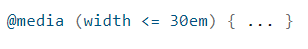 @media (width <= 30em) { ... }